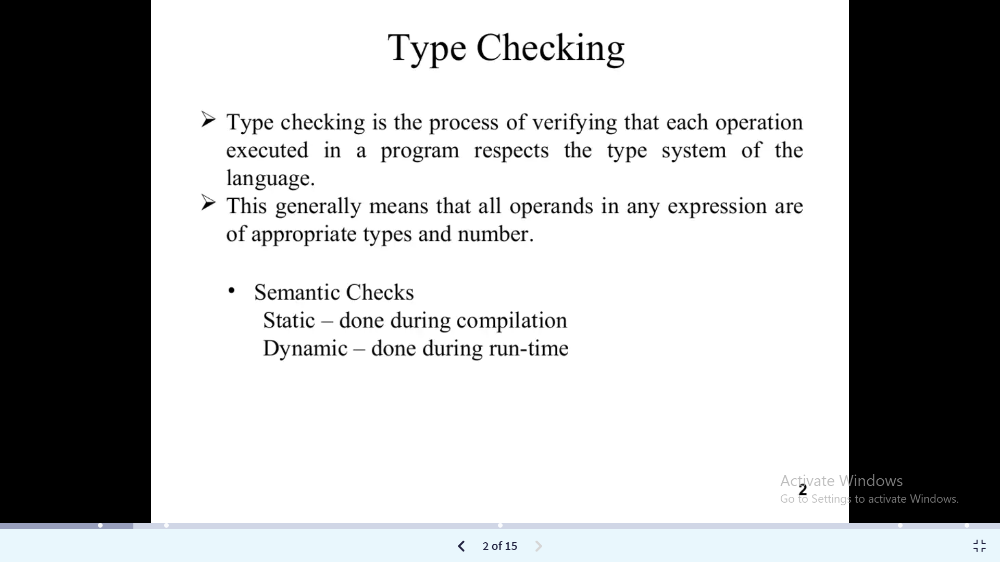 Type Checking
Type checking is the process of verifying that each operation
executed in a program respects the type system of the
language.
This generally means that all operands in any expression are
of appropriate types and number.
• Semantic Checks
Static – done during compilation
Dynamic – done during run-time
Activate Windows
2
Go to Settings to activate Windows.
2 of 15